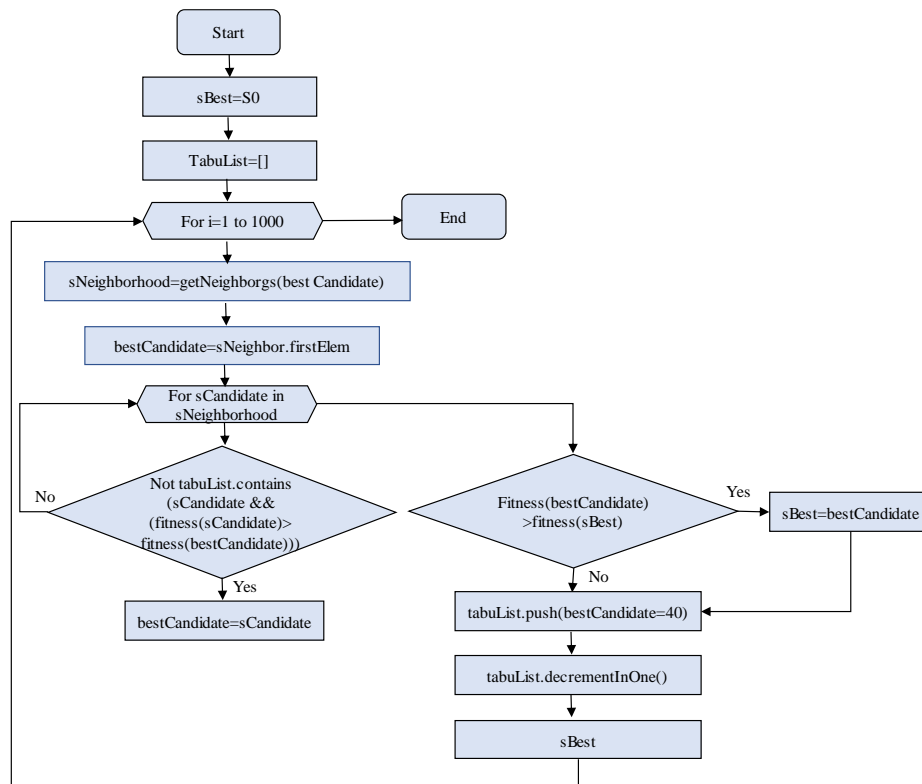 Start
sBest=S0
TabuList=[]
For i=1 to 1000
End
sNeighborhood=getNeighborgs(best Candidate)
bestCandidate=sNeighbor.firstElem
For sCandidate in
sNeighborhood
No
Not tabuList.contains
(sCandidate &&
(fitness(sCandidate)>
fitness(bestCandidate)))
Yes
bestCandidate=sCandidate
Fitness(bestCandidate)
>fitness(sBest)
Yes
sBest=bestCandidate
No
tabuList.push(bestCandidate=40)
tabuList.decrementInOne()
sBest